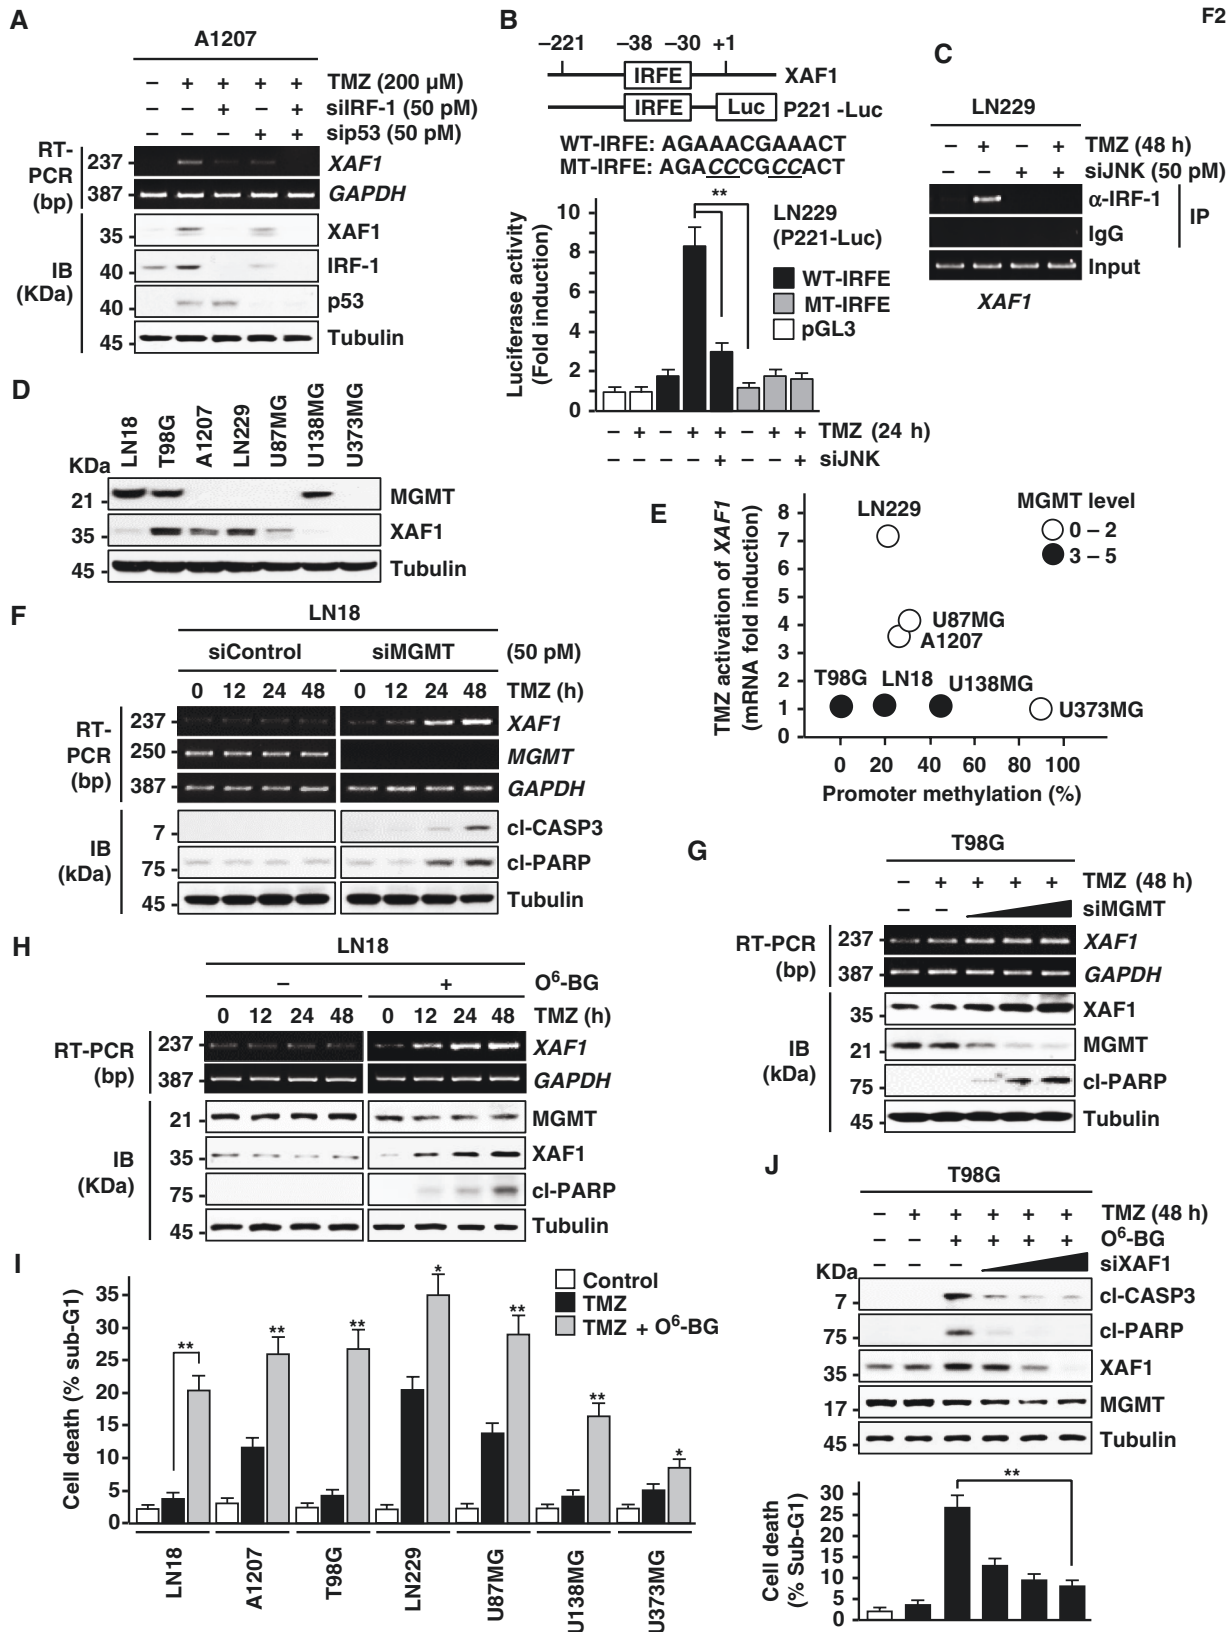 F2
A
A1207
– + + + + TMZ (200 µM)
– – + – + siIRF-1 (50 pM)
– – – + + sip53 (50 pM)
RT-PCR (bp)
237 XAF1
387 GAPDH
IB (KDa)
35 XAF1
40 IRF-1
40 p53
45 Tubulin
B
–221 –38 –30 +1
IRFE XAF1
IRFE Luc P221-Luc
WT-IRFE: AGAAACGAAACT
MT-IRFE: AGACCCGCCACT
**
LN229
(P221-Luc)
WT-IRFE
MT-IRFE
pGL3
Luciferase activity
(Fold induction)
10
8
6
4
2
0
– + – + + – + + TMZ (24 h)
– – – – + – – + siJNK
C
LN229
– + – + TMZ (48 h)
– – + + siJNK (50 pM)
α-IRF-1
IgG
IP
Input
XAF1
D
KDa
LN18 T98G A1207 LN229 U87MG U138MG U373MG
21 MGMT
35 XAF1
45 Tubulin
E
TMZ activation of XAF1
(mRNA fold induction)
8
7
6
5
4
3
2
1
0
MGMT level
0 – 2
3 – 5
LN229
U87MG
A1207
T98G LN18 U138MG
U373MG
0 20 40 60 80 100
Promoter methylation (%)
F
LN18
siControl siMGMT (50 pM)
0 12 24 48 0 12 24 48 TMZ (h)
RT-PCR (bp)
237 XAF1
250 MGMT
387 GAPDH
IB (kDa)
7 cl-CASP3
75 cl-PARP
45 Tubulin
G
T98G
– + + + + TMZ (48 h)
– – siMGMT
RT-PCR (bp)
237 XAF1
387 GAPDH
IB (kDa)
35 XAF1
21 MGMT
75 cl-PARP
45 Tubulin
H
LN18
– + O⁶-BG
0 12 24 48 0 12 24 48 TMZ (h)
RT-PCR (bp)
237 XAF1
387 GAPDH
IB (KDa)
21 MGMT
35 XAF1
75 cl-PARP
45 Tubulin
I
Cell death (% sub-G1)
35
30
25
20
15
10
5
0
Control
TMZ
TMZ + O⁶-BG
** ** ** * ** ** *
LN18 A1207 T98G LN229 U87MG U138MG U373MG
J
T98G
– + + + + + TMZ (48 h)
– – + + + + O⁶-BG
– – – siXAF1
KDa
7 cl-CASP3
75 cl-PARP
35 XAF1
17 MGMT
45 Tubulin
Cell death
(% Sub-G1)
30
25
20
15
10
5
0
**